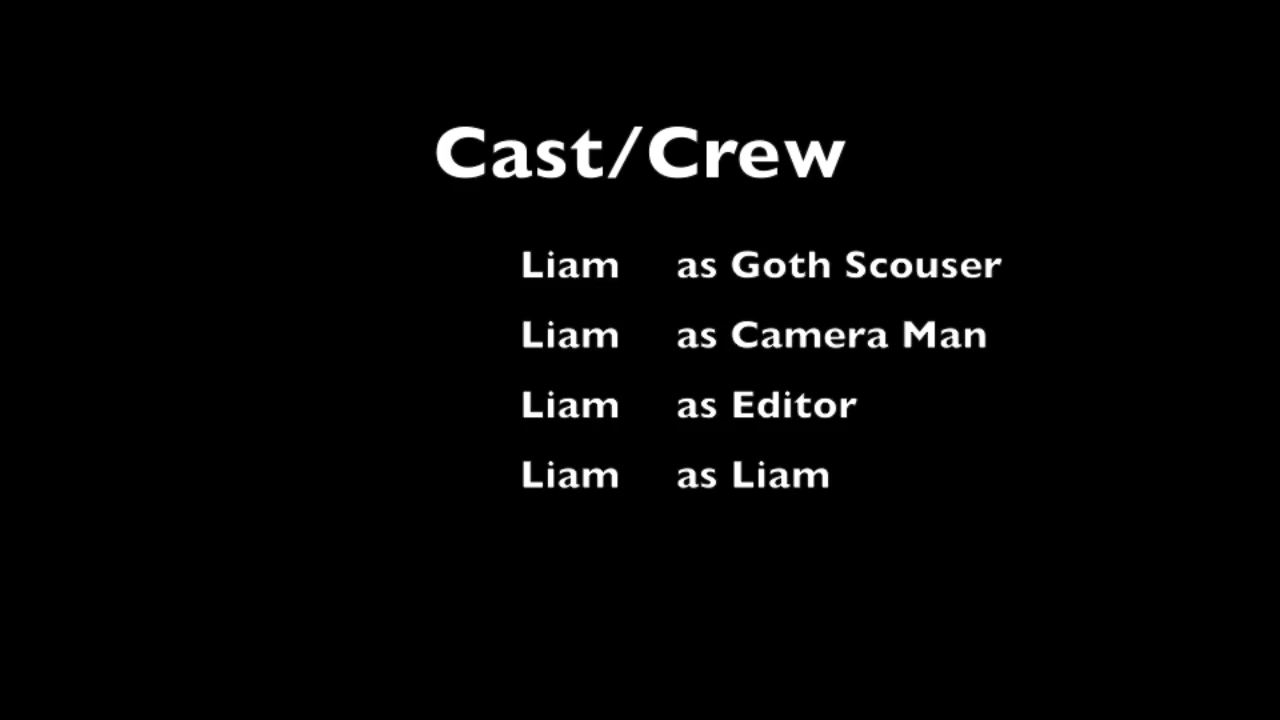 Cast/Crew
Liam as Goth Scouser
Liam as Camera Man
Liam as Editor
Liam as Liam